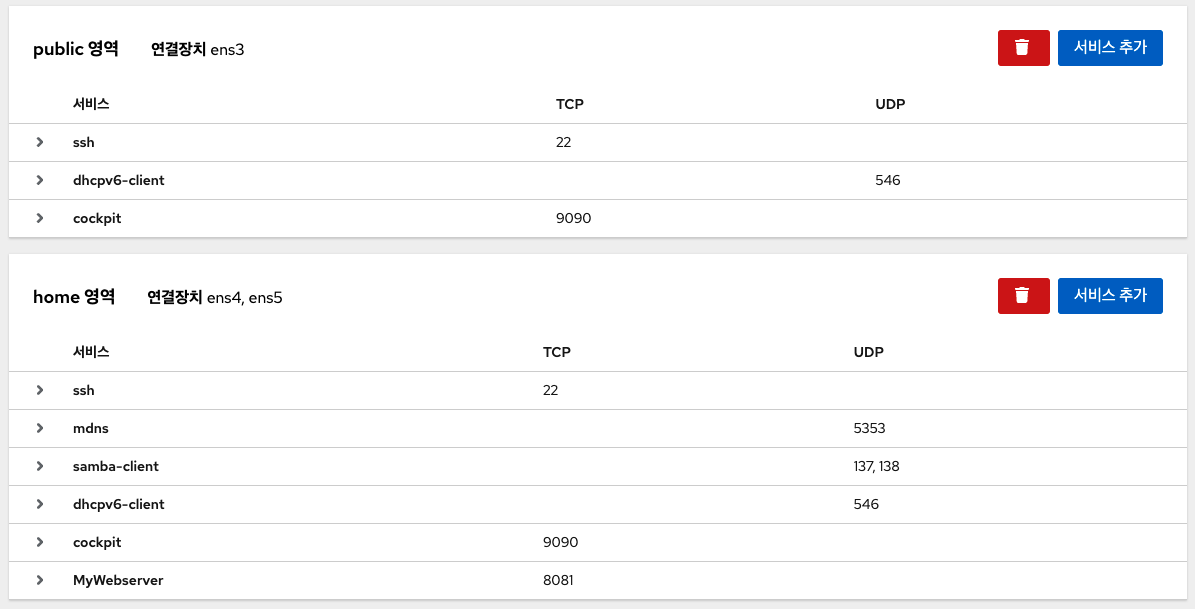 public 영역 연결장치 ens3 서비스 추가
서비스 TCP UDP
ssh 22
dhcpv6-client 546
cockpit 9090
home 영역 연결장치 ens4, ens5 서비스 추가
서비스 TCP UDP
ssh 22
mdns 5353
samba-client 137, 138
dhcpv6-client 546
cockpit 9090
MyWebserver 8081